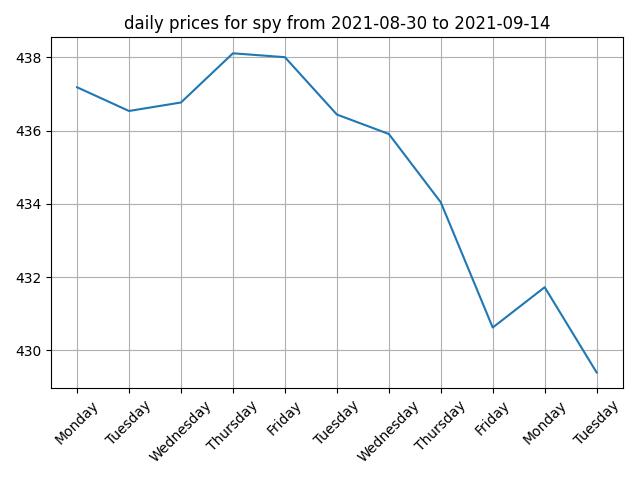 daily prices for spy from 2021-08-30 to 2021-09-14
438
436
434
432
430
Monday
Tuesday
Wednesday
Thursday
Friday
Tuesday
Wednesday
Thursday
Friday
Monday
Tuesday